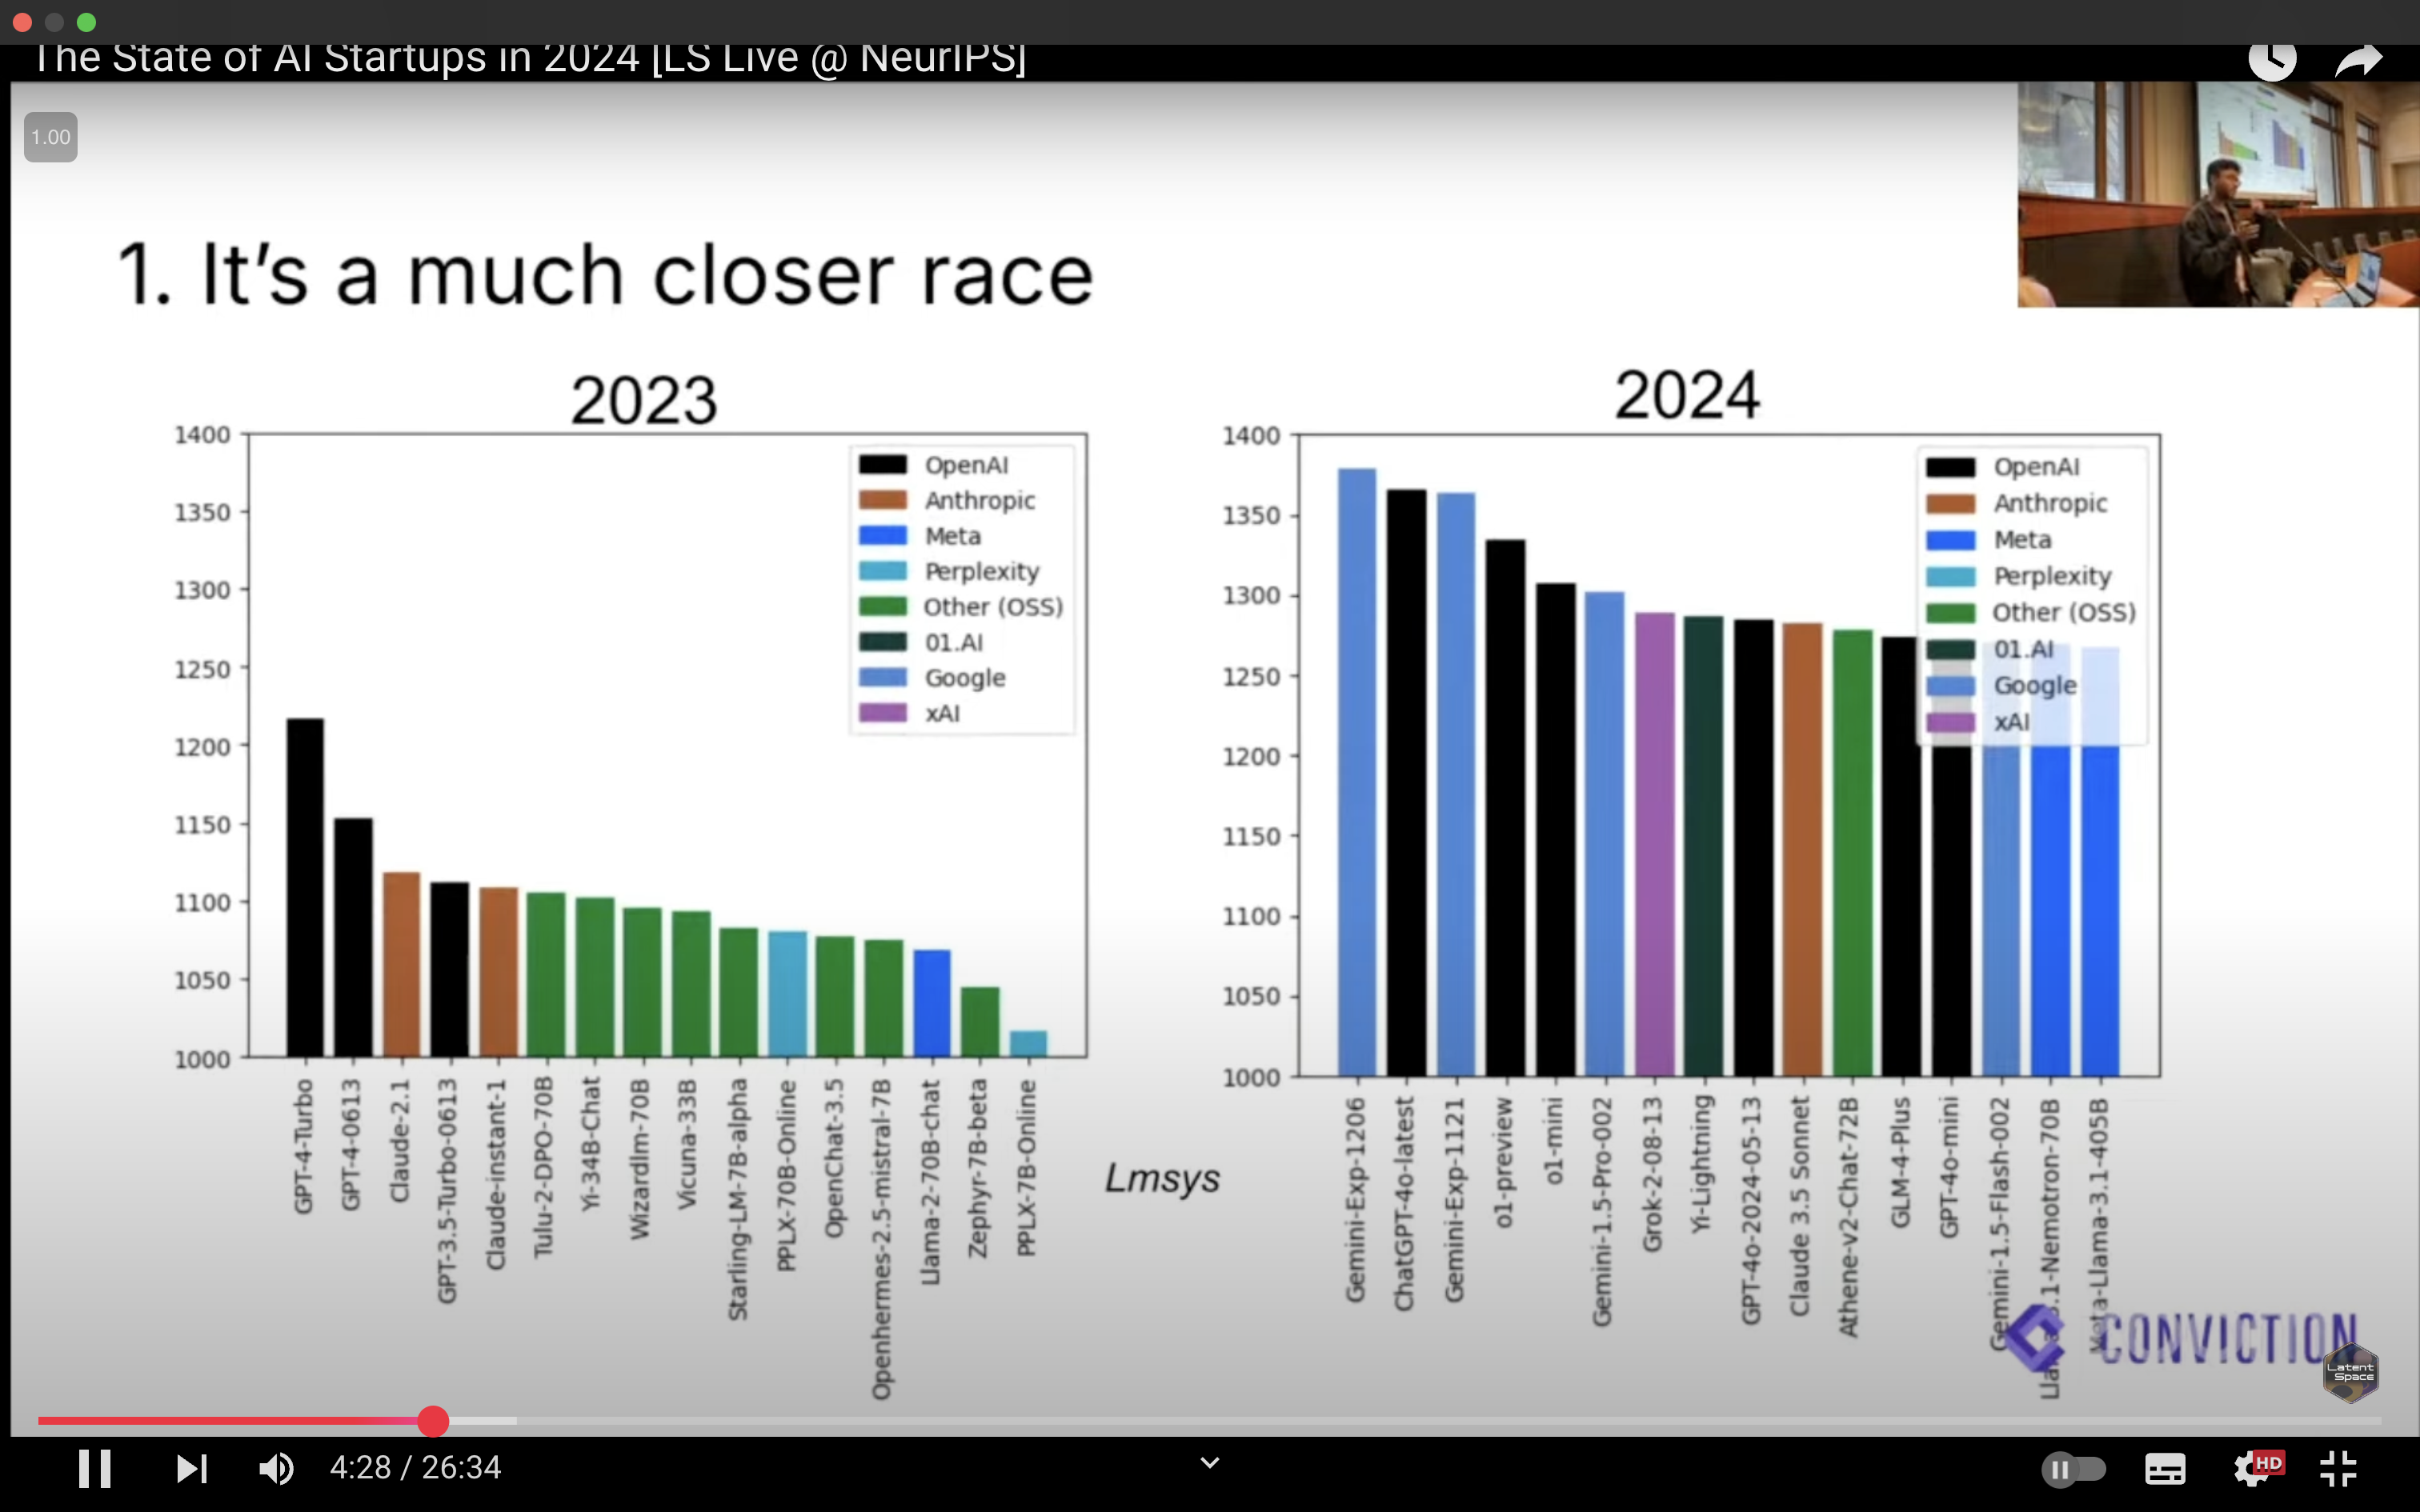 The State of AI Startups in 2024 [LS Live @ NeurIPS]
1.00
1. It's a much closer race
2023
1400
1350
1300
1250
1200
1150
1100
1050
1000
OpenAI
Anthropic
Meta
Perplexity
Other (OSS)
01.AI
Google
xAI
GPT-4-Turbo
GPT-4-0613
Claude-2.1
GPT-3.5-Turbo-0613
Claude-instant-1
Tulu-2-DPO-70B
Yi-34B-Chat
Wizardlm-70B
Vicuna-33B
Starling-LM-7B-alpha
PPLX-70B-Online
OpenChat-3.5
Openhermes-2.5-mistral-7B
Llama-2-70B-chat
Zephyr-7B-beta
PPLX-7B-Online
Lmsys
2024
1400
1350
1300
1250
1200
1150
1100
1050
1000
OpenAI
Anthropic
Meta
Perplexity
Other (OSS)
01.AI
Google
xAI
Gemini-Exp-1206
ChatGPT-4o-latest
Gemini-Exp-1121
o1-preview
o1-mini
Gemini-1.5-Pro-002
Grok-2-08-13
Yi-Lightning
GPT-4o-2024-05-13
Claude 3.5 Sonnet
Athene-v2-Chat-72B
GLM-4-Plus
GPT-4o-mini
Gemini-1.5-Flash-002
.1-Nemotron-70B
Meta-Llama-3.1-405B
CONVICTION
Latent
Space
4:28 / 26:34
HD